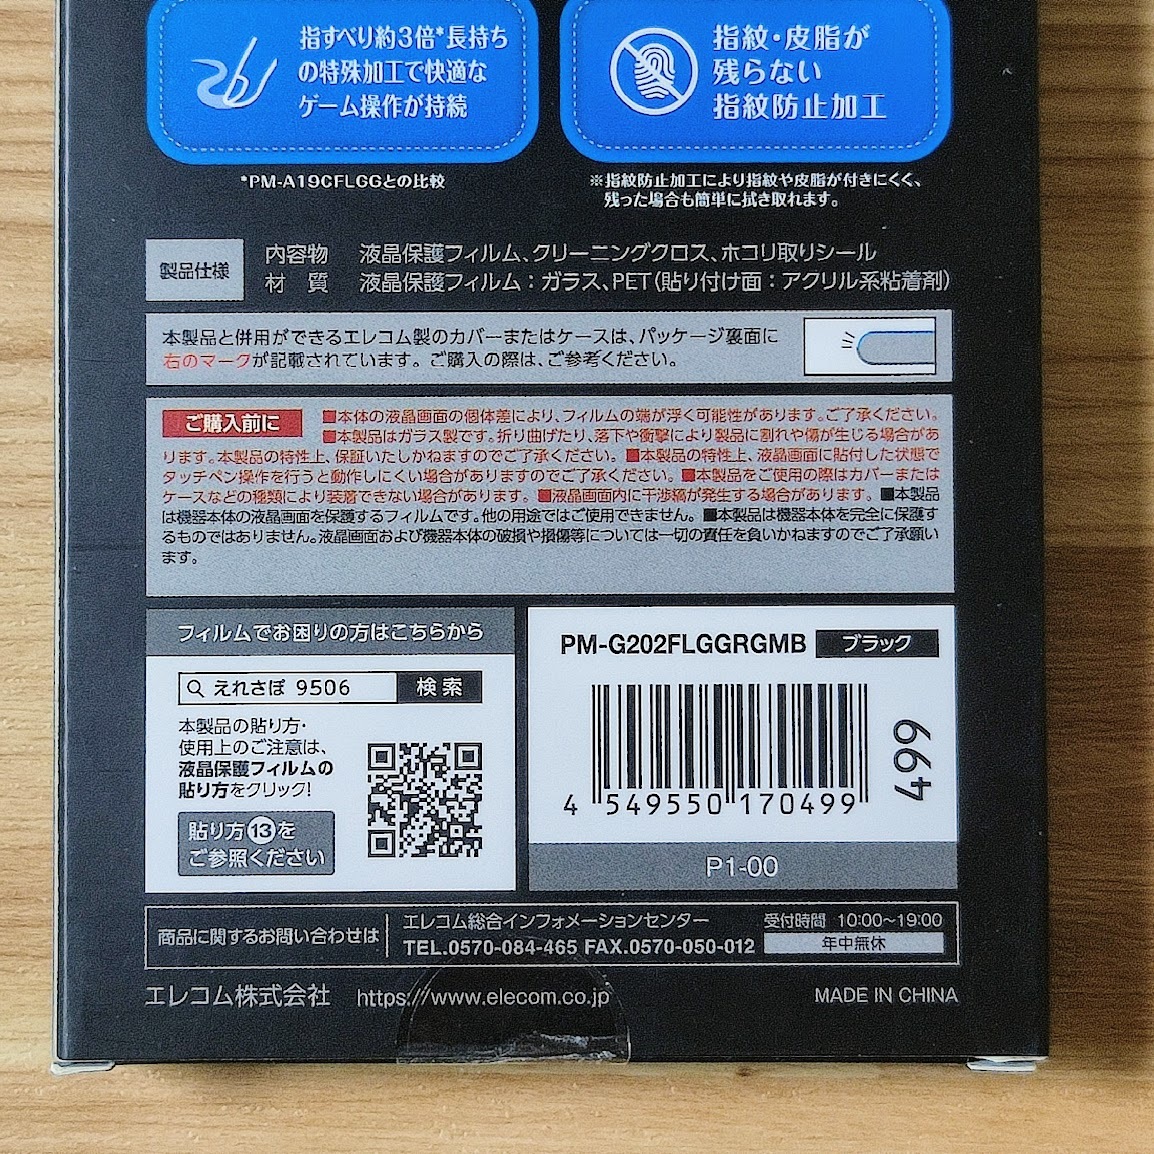 指すべり約3倍*長持ち
の特殊加工で快適な
ゲーム操作が持続
指紋・皮脂が
残らない
指紋防止加工
*PM-A19CFLGGとの比較
※指紋防止加工により指紋や皮脂が付きにくく、
残った場合も簡単に拭き取れます。
製品仕様
内容物 液晶保護フィルム、クリーニングクロス、ホコリ取りシール
材 質 液晶保護フィルム：ガラス、PET（貼り付け面：アクリル系粘着剤）
本製品と併用ができるエレコム製のカバーまたはケースは、パッケージ裏面に
右のマークが記載されています。ご購入の際は、ご参考ください。
ご購入前に ■本体の液晶画面の個体差により、フィルムの端が浮く可能性があります。ご了承ください。
■本製品はガラス製です。折り曲げたり、落下や衝撃により製品に割れや傷が生じる場合があ
ります。本製品の特性上、保証いたしかねますのでご了承ください。■本製品の特性上、液晶画面に貼付した状態で
タッチペン操作を行うと動作しにくい場合がありますのでご了承ください。■本製品をご使用の際はカバーまたは
ケースなどの種類により装着できない場合があります。■液晶画面内に干渉縞が発生する場合があります。■本製品
は機器本体の液晶画面を保護するフィルムです。他の用途ではご使用できません。■本製品は機器本体を完全に保護す
るものではありません。液晶画面および機器本体の破損や損傷等については一切の責任を負いかねますのでご了承願い
ます。
フィルムでお困りの方はこちらから
えれさぽ 9506 検索
本製品の貼り方・
使用上のご注意は、
液晶保護フィルムの
貼り方をクリック!
貼り方⑬を
ご参照ください
PM-G202FLGGRGMB ブラック
4 549550 170499
499
P1-00
商品に関するお問い合わせは
エレコム総合インフォメーションセンター
TEL.0570-084-465 FAX.0570-050-012
受付時間 10:00〜19:00
年中無休
エレコム株式会社 https://www.elecom.co.jp
MADE IN CHINA